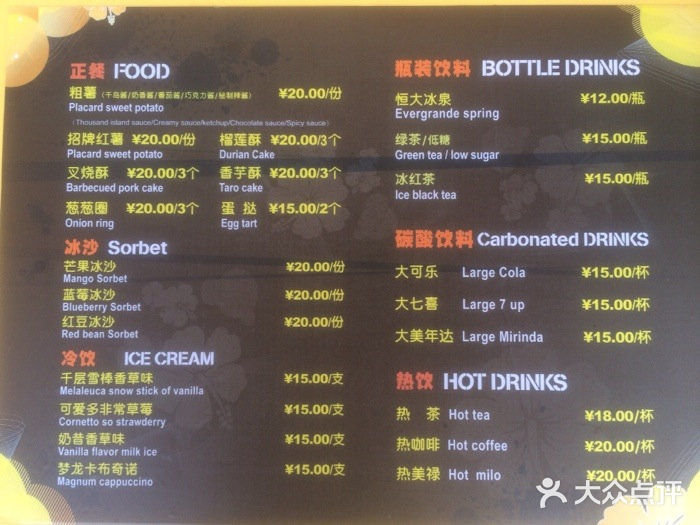 正餐 FOOD
粗薯（千岛酱/奶香酱/番茄酱/巧克力酱/秘制辣酱） ¥20.00/份
Placard sweet potato
（Thousand island sauce/Creamy sauce/ketchup/Chocolate sauce/Spicy sauce）
招牌红薯 ¥20.00/份 榴莲酥 ¥20.00/3个
Placard sweet potato Durian Cake
叉烧酥 ¥20.00/3个 香芋酥 ¥20.00/3个
Barbecued pork cake Taro cake
葱葱圈 ¥20.00/3个 蛋 挞 ¥15.00/2个
Onion ring Egg tart
冰沙 Sorbet
芒果冰沙 ¥20.00/份
Mango Sorbet
蓝莓冰沙 ¥20.00/份
Blueberry Sorbet
红豆冰沙 ¥20.00/份
Red bean Sorbet
冷饮 ICE CREAM
千层雪棒香草味 ¥15.00/支
Melaleuca snow stick of vanilla
可爱多非常草莓 ¥15.00/支
Cornetto so strawderry
奶昔香草味 ¥15.00/支
Vanilla flavor milk ice
梦龙卡布奇诺 ¥15.00/支
Magnum cappuccino
瓶装饮料 BOTTLE DRINKS
恒大冰泉 ¥12.00/瓶
Evergrande spring
绿茶/低糖 ¥15.00/瓶
Green tea / low sugar
冰红茶 ¥15.00/瓶
Ice black tea
碳酸饮料 Carbonated DRINKS
大可乐 Large Cola ¥15.00/杯
大七喜 Large 7 up ¥15.00/杯
大美年达 Large Mirinda ¥15.00/杯
热饮 HOT DRINKS
热 茶 Hot tea ¥18.00/杯
热咖啡 Hot coffee ¥20.00/杯
热美禄 Hot milo ¥20.00/杯
大众点评